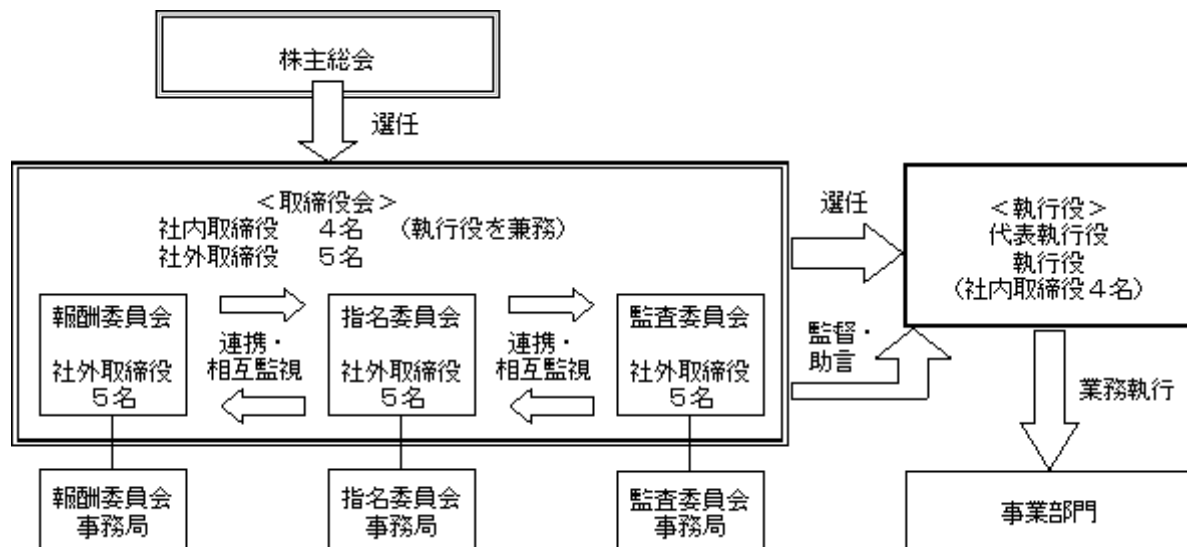 株主総会
選任
＜取締役会＞
社内取締役　４名　（執行役を兼務）
社外取締役　５名
選任
＜執行役＞
代表執行役
執行役
（社内取締役４名）
報酬委員会
社外取締役
５名
連携・
相互監視
指名委員会
社外取締役
５名
連携・
相互監視
監査委員会
社外取締役
５名
監督・
助言
業務執行
報酬委員会
事務局
指名委員会
事務局
監査委員会
事務局
事業部門